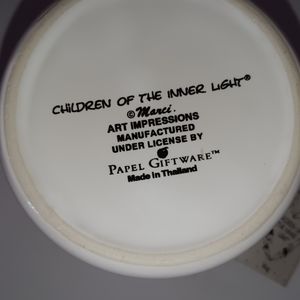 CHILDREN OF THE INNER LIGHT®
© Marci.
ART IMPRESSIONS
MANUFACTURED
UNDER LICENSE BY
PAPEL GIFTWARE™
Made in Thailand